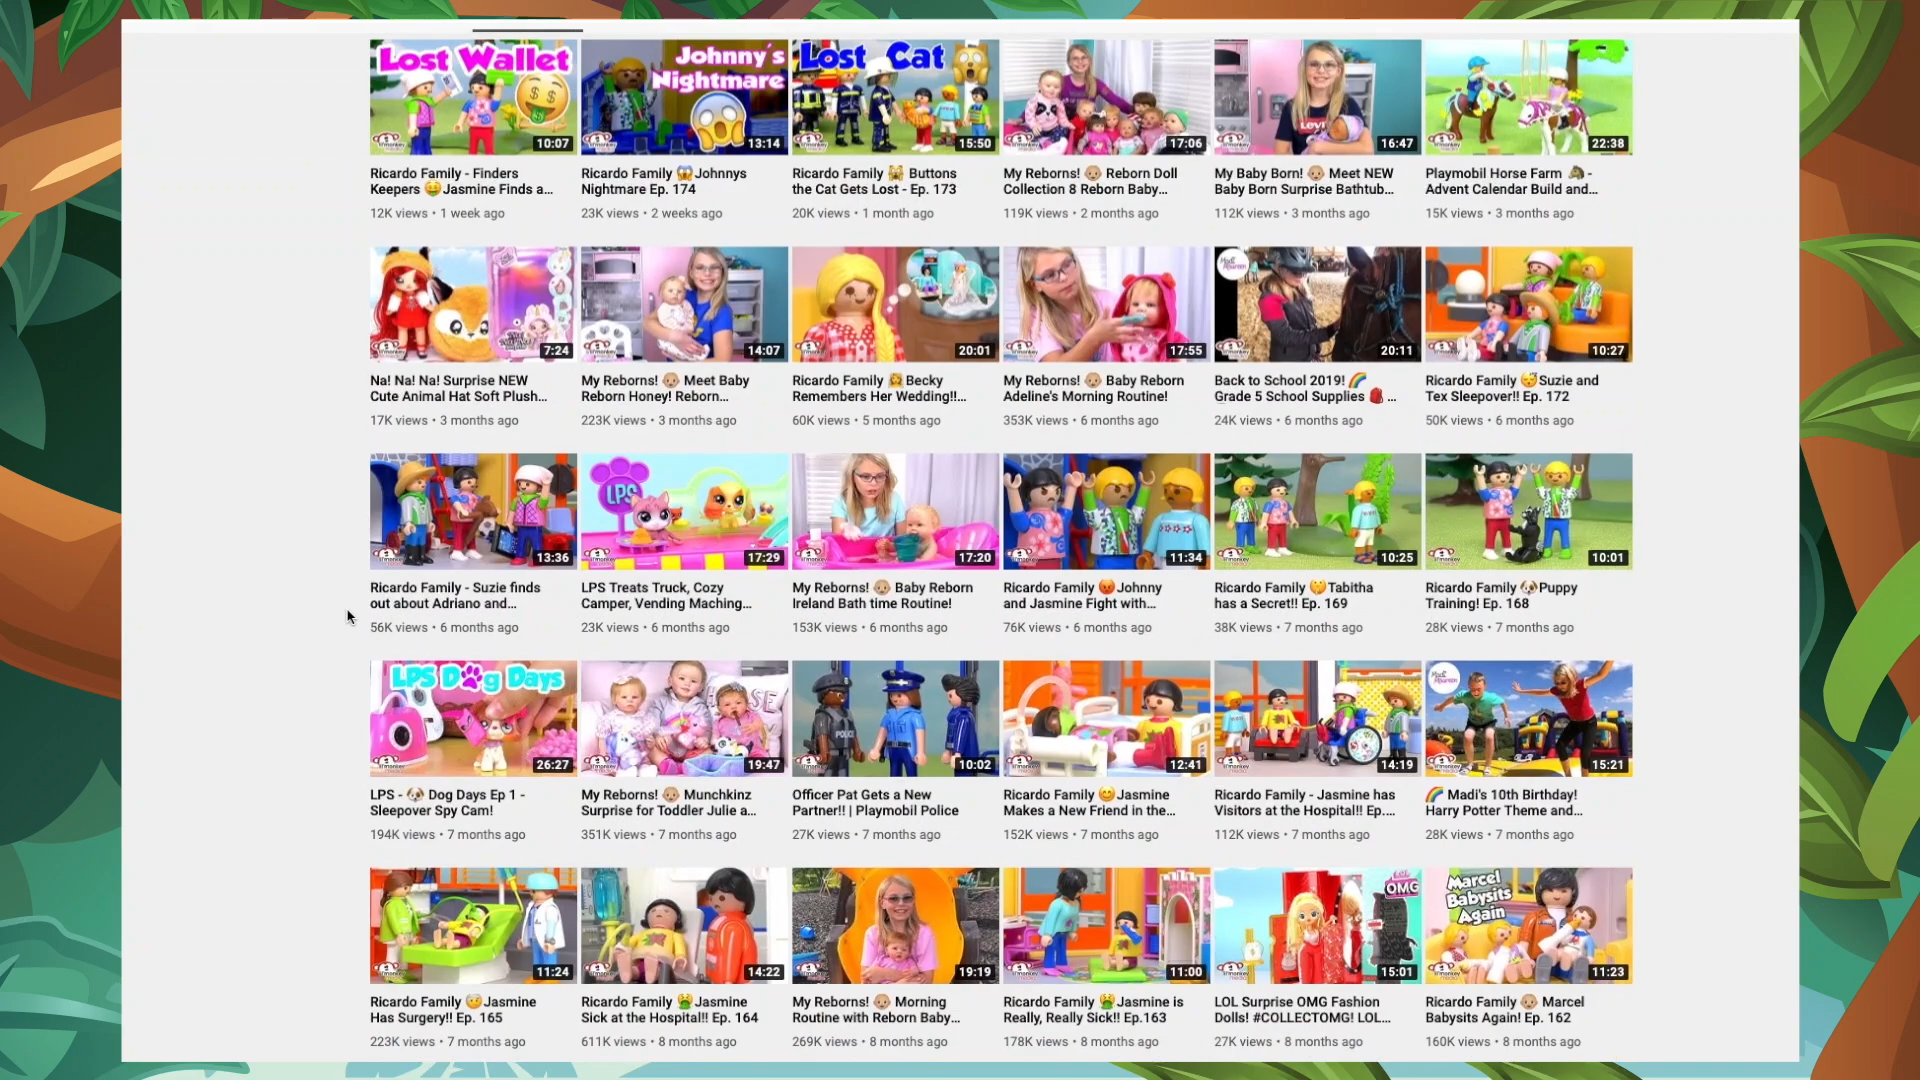 Lost Wallet
10:07
Ricardo Family - Finders
Keepers 🤑Jasmine Finds a...
12K views • 1 week ago
Johnny's
Nightmare
13:14
Ricardo Family 😱Johnnys
Nightmare Ep. 174
23K views • 2 weeks ago
Lost Cat
15:50
Ricardo Family 🙀 Buttons
the Cat Gets Lost - Ep. 173
20K views • 1 month ago
17:06
My Reborns! 👶🏼 Reborn Doll
Collection 8 Reborn Baby...
119K views • 2 months ago
Levi's
16:47
My Baby Born! 👶🏼 Meet NEW
Baby Born Surprise Bathtub...
112K views • 3 months ago
22:38
Playmobil Horse Farm 🐴 -
Advent Calendar Build and...
15K views • 3 months ago
7:24
Na! Na! Na! Surprise NEW
Cute Animal Hat Soft Plush...
17K views • 3 months ago
14:07
My Reborns! 👶🏼 Meet Baby
Reborn Honey! Reborn...
223K views • 3 months ago
20:01
Ricardo Family 👰Becky
Remembers Her Wedding!!...
60K views • 5 months ago
17:55
My Reborns! 👶🏼 Baby Reborn
Adeline's Morning Routine!
353K views • 6 months ago
20:11
Back to School 2019! 🌈
Grade 5 School Supplies 🎒 ...
24K views • 6 months ago
10:27
Ricardo Family 😴Suzie and
Tex Sleepover!! Ep. 172
50K views • 6 months ago
13:36
Ricardo Family - Suzie finds
out about Adriano and...
56K views • 6 months ago
LPS
17:29
LPS Treats Truck, Cozy
Camper, Vending Maching...
23K views • 6 months ago
17:20
My Reborns! 👶🏼 Baby Reborn
Ireland Bath time Routine!
153K views • 6 months ago
11:34
Ricardo Family 😡Johnny
and Jasmine Fight with...
76K views • 6 months ago
10:25
Ricardo Family 🤫Tabitha
has a Secret!! Ep. 169
38K views • 7 months ago
10:01
Ricardo Family 🐶Puppy
Training! Ep. 168
28K views • 7 months ago
LPS Dog Days
26:27
LPS - 🐶 Dog Days Ep 1 -
Sleepover Spy Cam!
194K views • 7 months ago
19:47
My Reborns! 👶🏼 Munchkinz
Surprise for Toddler Julie a...
351K views • 7 months ago
POLICE
10:02
Officer Pat Gets a New
Partner!! | Playmobil Police
27K views • 7 months ago
12:41
Ricardo Family 😊Jasmine
Makes a New Friend in the...
152K views • 7 months ago
14:19
Ricardo Family - Jasmine has
Visitors at the Hospital!! Ep....
112K views • 7 months ago
15:21
🌈 Madi's 10th Birthday!
Harry Potter Theme and...
28K views • 7 months ago
11:24
Ricardo Family 🤕Jasmine
Has Surgery!! Ep. 165
223K views • 7 months ago
14:22
Ricardo Family 🤮Jasmine
Sick at the Hospital!! Ep. 164
611K views • 8 months ago
19:19
My Reborns! 👶🏼 Morning
Routine with Reborn Baby...
269K views • 8 months ago
11:00
Ricardo Family 🤮Jasmine is
Really, Really Sick!! Ep.163
178K views • 8 months ago
OMG
15:01
LOL Surprise OMG Fashion
Dolls! #COLLECTOMG! LOL...
27K views • 8 months ago
Marcel
Babysits
Again
11:23
Ricardo Family 👶🏼 Marcel
Babysits Again! Ep. 162
160K views • 8 months ago